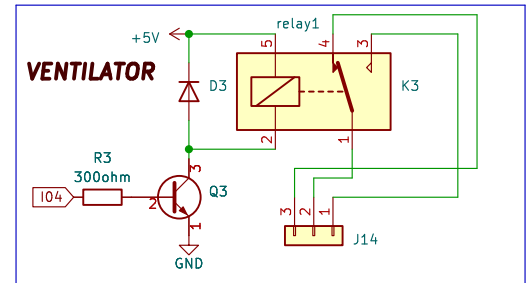 relay1
+5V
5
4
3
VENTILATOR
D3
K3
2
1
R3
300ohm
3
IO4
2
Q3
1
3
2
1
J14
GND